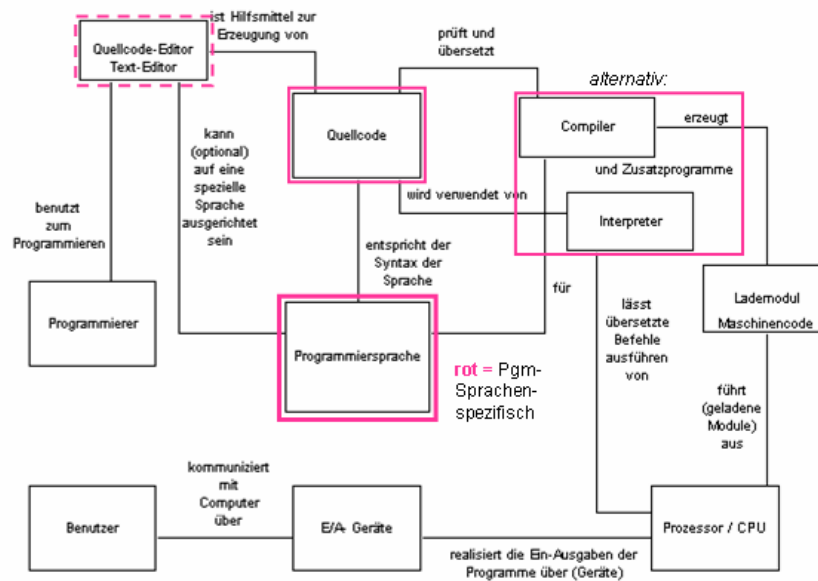 ist Hilfsmittel zur
Erzeugung von
Quellcode-Editor
Text-Editor
prüft und
übersetzt
alternativ:
Quellcode
Compiler
erzeugt
kann
(optional)
auf eine
spezielle
Sprache
ausgerichtet
sein
und Zusatzprogramme
wird verwendet von
Interpreter
benutzt
zum
Programmieren
entspricht der
Syntax der
Sprache
für
Programmierer
Programmiersprache
lässt
übersetzte
Befehle
ausführen
von
Lademodul
Maschinencode
rot = Pgm-
Sprachen-
spezifisch
führt
(geladene
Module)
aus
kommuniziert
mit
Computer
über
Benutzer
E/A- Geräte
Prozessor / CPU
realisiert die Ein-Ausgaben der
Programme über (Geräte)